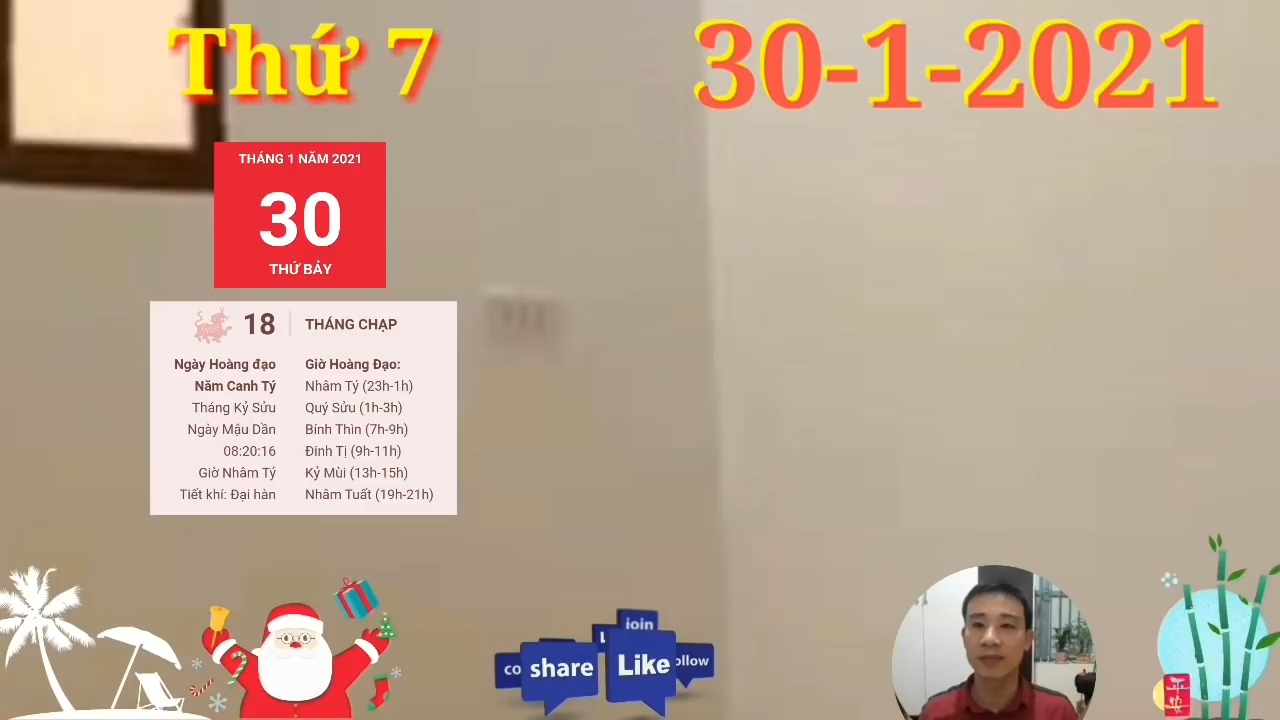 Thứ 7
30-1-2021
THÁNG 1 NĂM 2021
30
THỨ BẢY
18
THÁNG CHẠP
Ngày Hoàng đạo
Năm Canh Tý
Tháng Kỷ Sửu
Ngày Mậu Dần
08:20:16
Giờ Nhâm Tý
Tiết khí: Đại hàn
Giờ Hoàng Đạo:
Nhâm Tý (23h-1h)
Quý Sửu (1h-3h)
Bính Thìn (7h-9h)
Đinh Tị (9h-11h)
Kỷ Mùi (13h-15h)
Nhâm Tuất (19h-21h)
join
share
Like